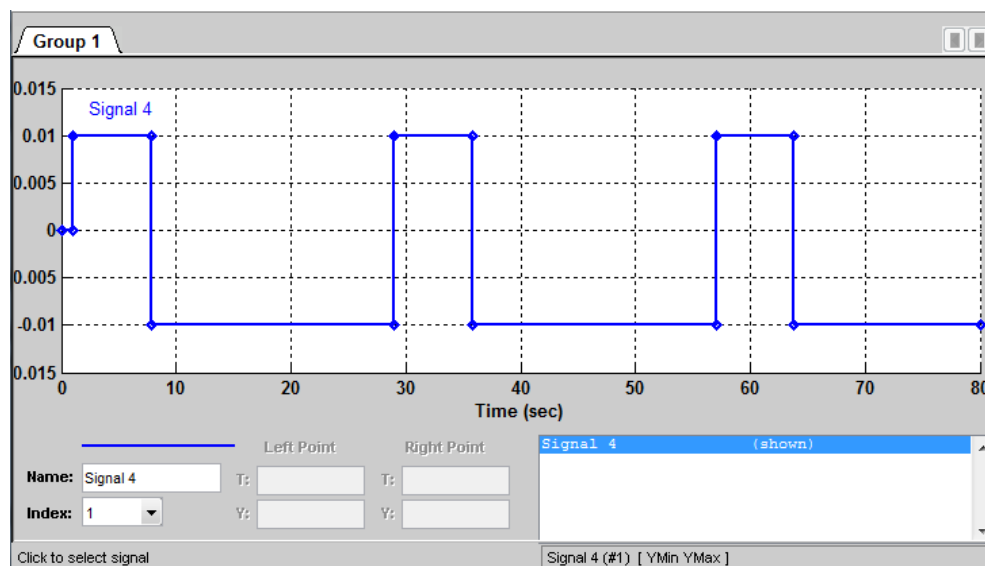 Group 1
0.015
Signal 4
0.01
0.005
0
0.005
-0.01
0.015
0 10 20 30 40 50 60 70 80
Time (sec)
Left Point Right Point
Name: Signal 4 T: T:
Index: 1 Y: Y:
Signal 4 (shown)
Click to select signal
Signal 4 (#1) [ YMin YMax ]